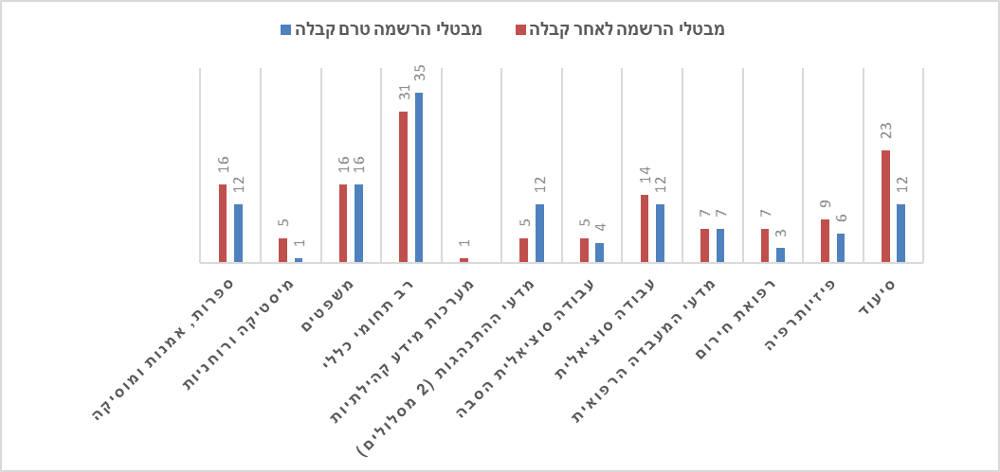 מבטלי הרשמה טרם קבלה
מבטלי הרשמה לאחר קבלה
16
12
5
1
16
16
31
35
1
5
12
5
4
14
12
7
7
7
3
9
6
23
12
ספרות, אמנות ומוסיקה
מיסטיקה ורוחניות
משפטים
רב תחומי כללי
מערכות מידע קהילתיות
מדעי ההתנהגות (2 מסלולים)
עבודה סוציאלית הסבה
עבודה סוציאלית
מדעי המעבדה הרפואית
רפואת חירום
פיזיותרפיה
סיעוד